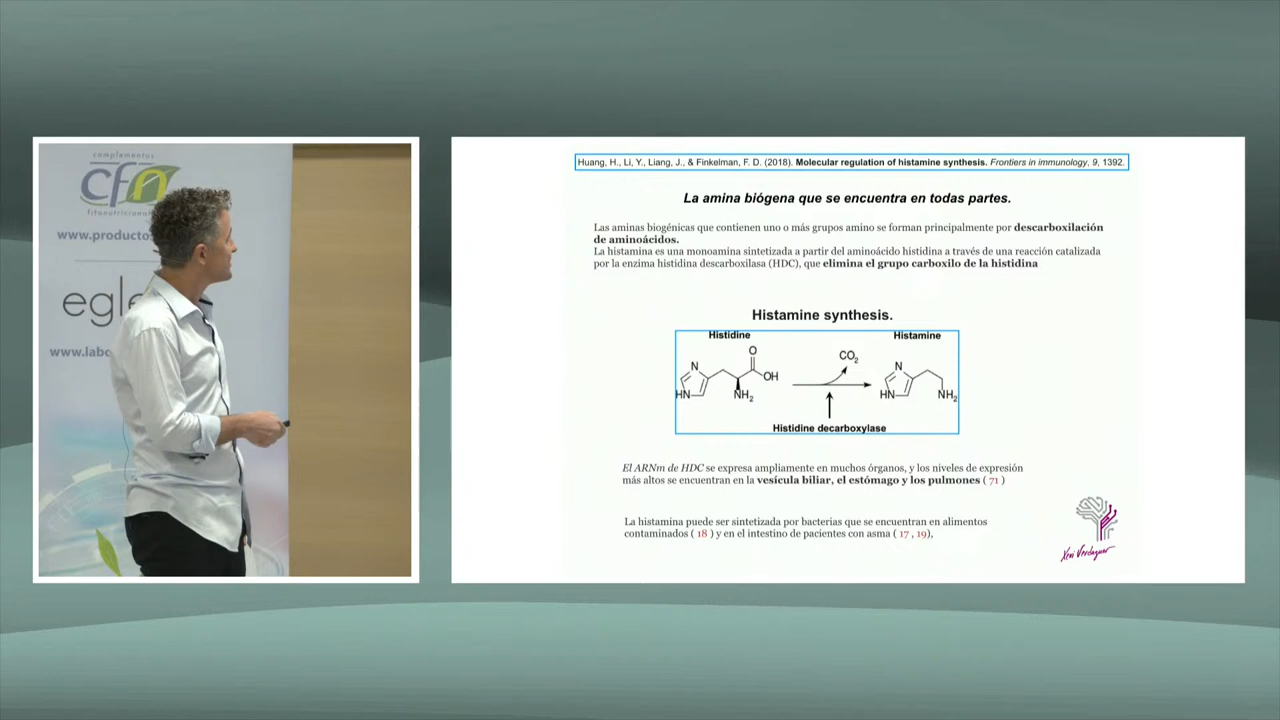 complementos
cfn
fitonutricional
www.producto
egle
www.labo
Huang, H., Li, Y., Liang, J., & Finkelman, F. D. (2018). Molecular regulation of histamine synthesis. Frontiers in immunology, 9, 1392.
La amina biógena que se encuentra en todas partes.
Las aminas biogénicas que contienen uno o más grupos amino se forman principalmente por descarboxilación
de aminoácidos.
La histamina es una monoamina sintetizada a partir del aminoácido histidina a través de una reacción catalizada
por la enzima histidina descarboxilasa (HDC), que elimina el grupo carboxilo de la histidina
Histamine synthesis.
Histidine
Histamine
O
OH
N
HN
NH2
CO2
N
HN
NH2
Histidine decarboxylase
El ARNm de HDC se expresa ampliamente en muchos órganos, y los niveles de expresión
más altos se encuentran en la vesícula biliar, el estómago y los pulmones ( 71 )
La histamina puede ser sintetizada por bacterias que se encuentran en alimentos
contaminados ( 18 ) y en el intestino de pacientes con asma ( 17 , 19),
Xevi Verdaguer